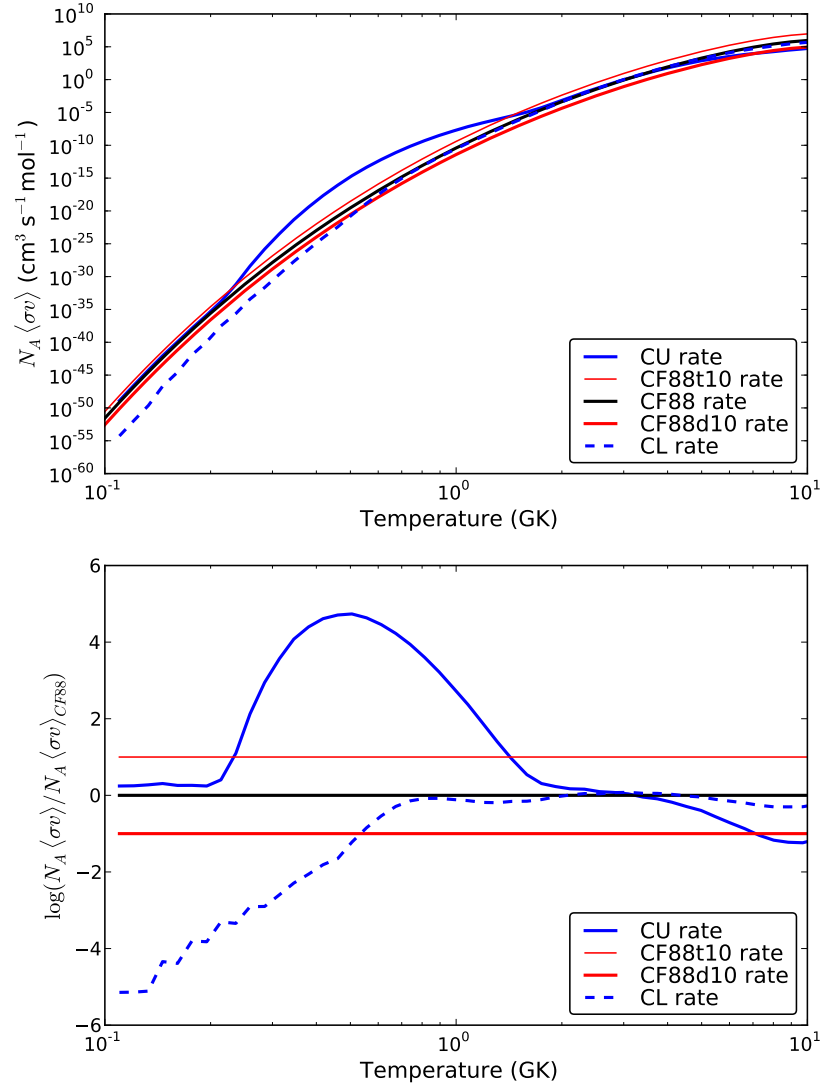 10^5
10^0
10^-5
10^-10
10^-15
10^-20
10^-25
10^-30
10^-35
10^-40
10^-45
10^-50
10^-55
10^-60
N_A ⟨σv⟩ (cm^3 s^-1 mol^-1)
CU rate
CF88t10 rate
CF88 rate
CF88d10 rate
CL rate
10^-1 10^0 10^1
Temperature (GK)
6
4
2
0
−2
−4
−6
log(N_A ⟨σv⟩/N_A ⟨σv⟩_CF88)
CU rate
CF88t10 rate
CF88d10 rate
CL rate
10^-1 10^0 10^1
Temperature (GK)